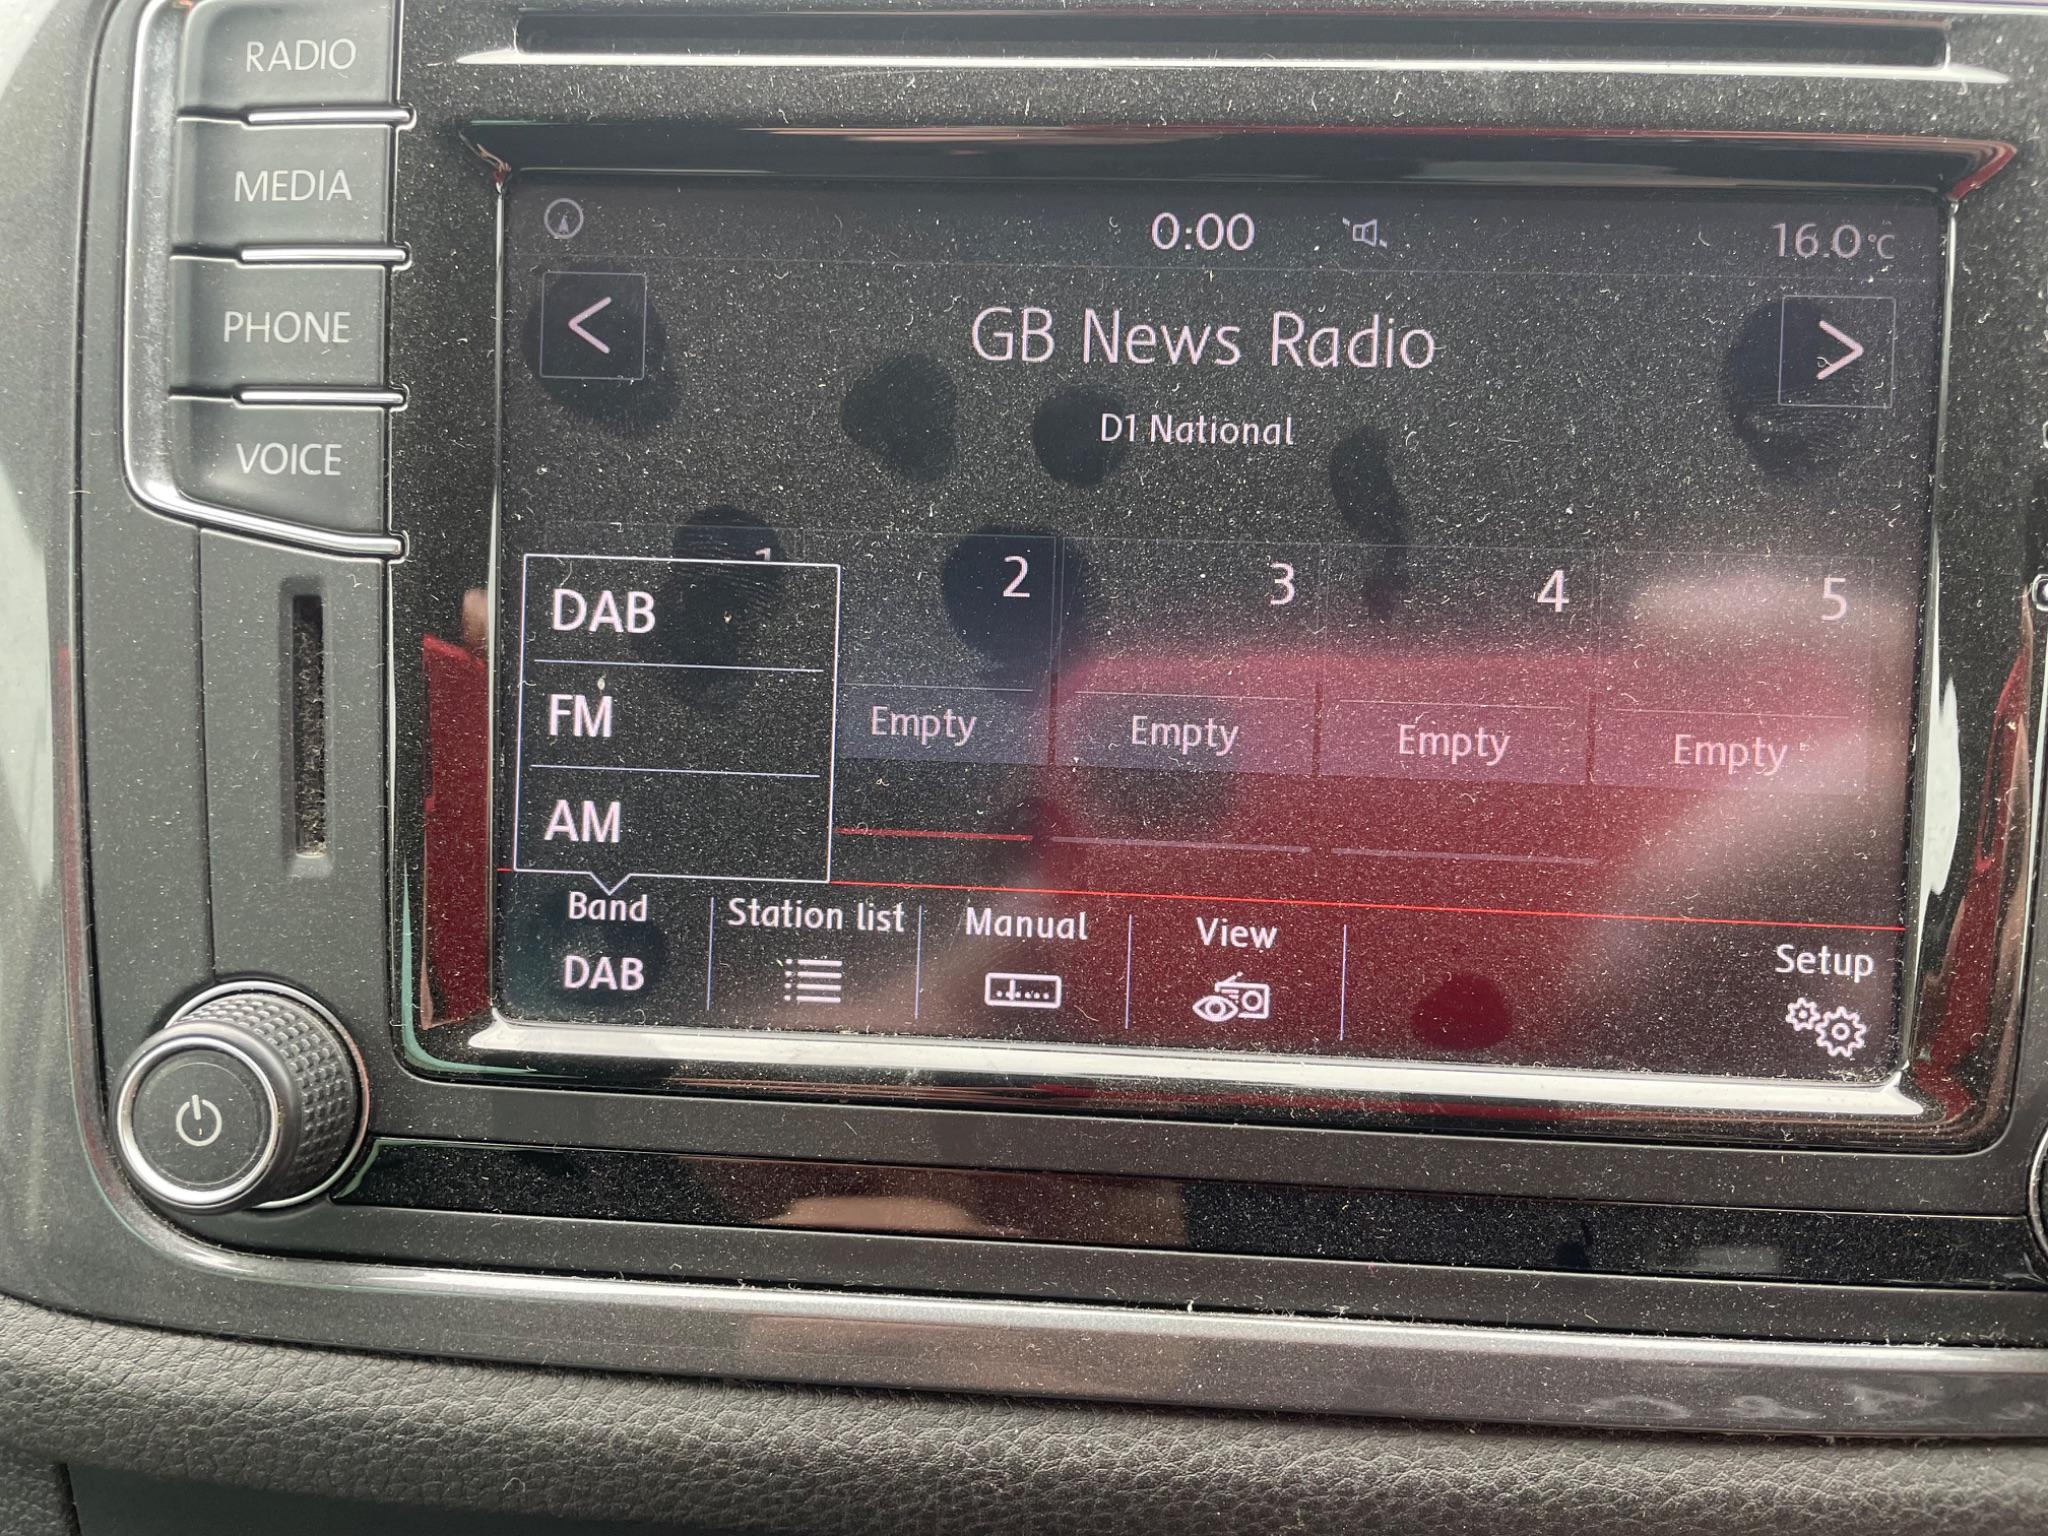 RADIO
MEDIA
PHONE
VOICE
0:00
16.0°C
<
GB News Radio
>
D1 National
1
2
3
4
5
DAB
FM
AM
Empty
Empty
Empty
Empty
Band
DAB
Station list
Manual
View
Setup